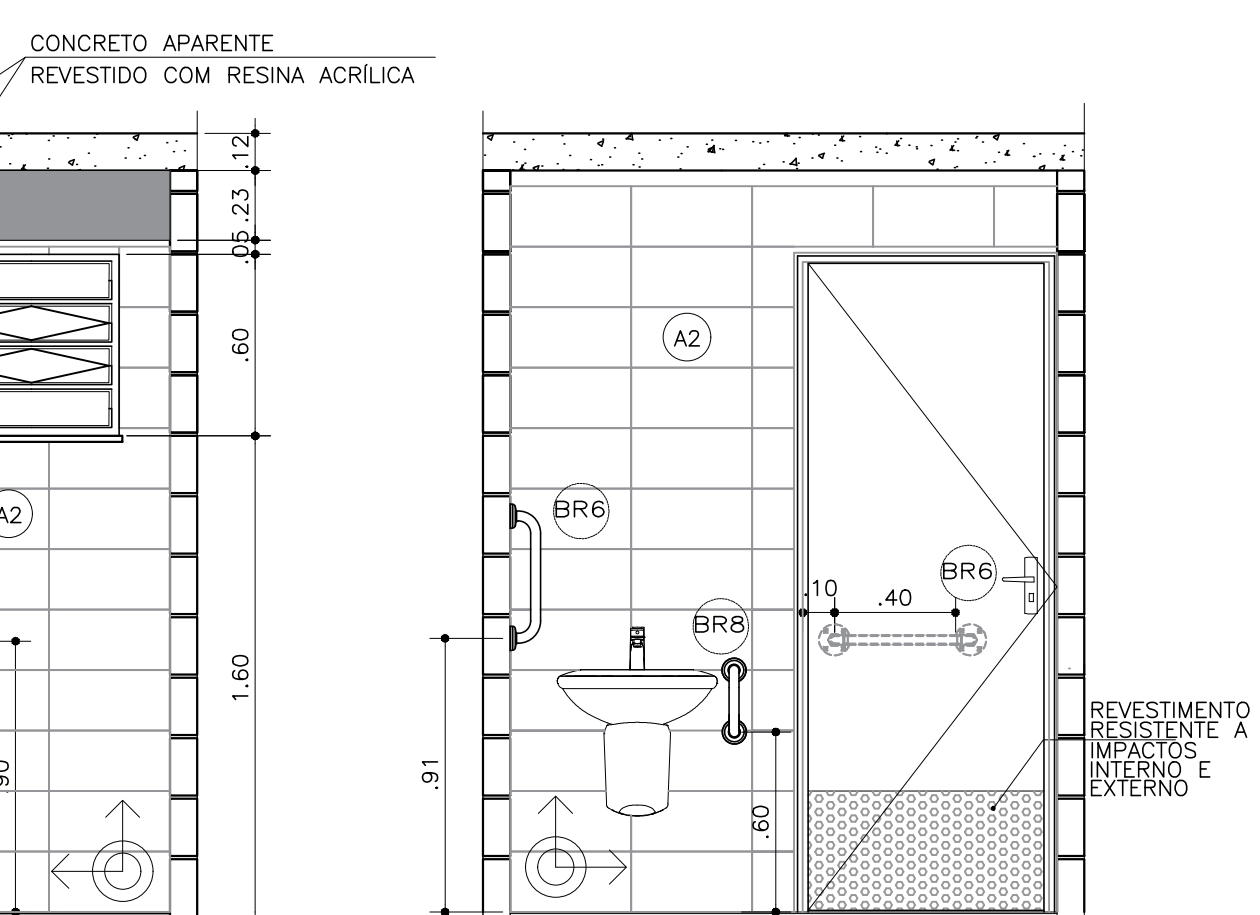 CONCRETO APARENTE
REVESTIDO COM RESINA ACRÍLICA
.12
.23
.05
.60
1.60
A2
.90
A2
BR6
BR8
BR6
.10
.40
.91
.60
REVESTIMENTO
RESISTENTE A
IMPACTOS
INTERNO E
EXTERNO